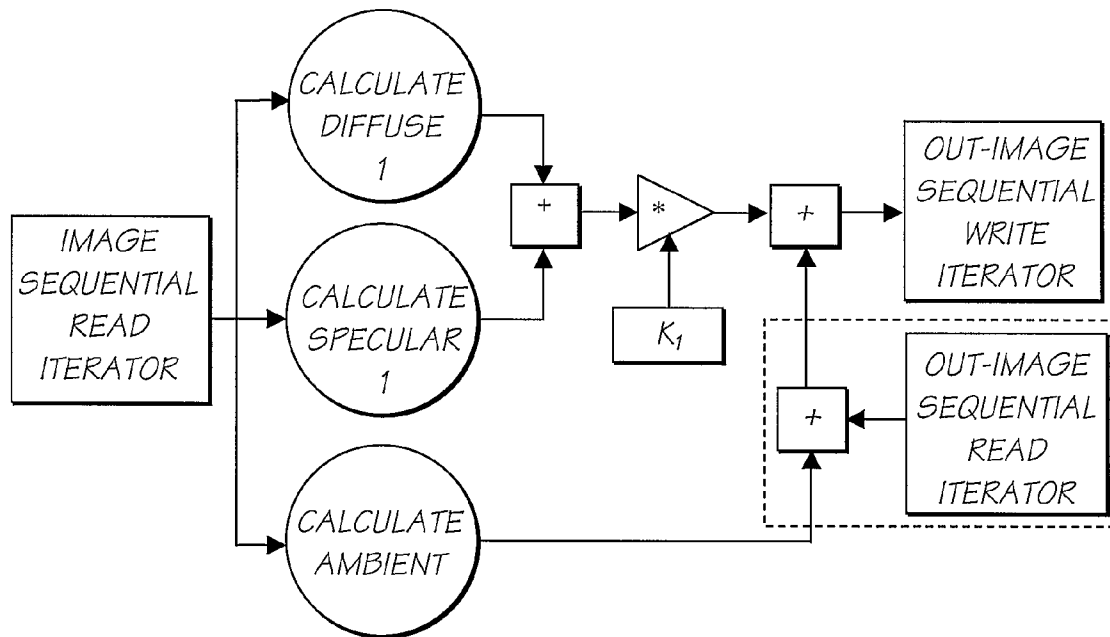 CALCULATE
DIFFUSE
1
IMAGE
SEQUENTIAL
READ
ITERATOR
CALCULATE
SPECULAR
1
CALCULATE
AMBIENT
+
*
K₁
+
OUT-IMAGE
SEQUENTIAL
WRITE
ITERATOR
+
OUT-IMAGE
SEQUENTIAL
READ
ITERATOR